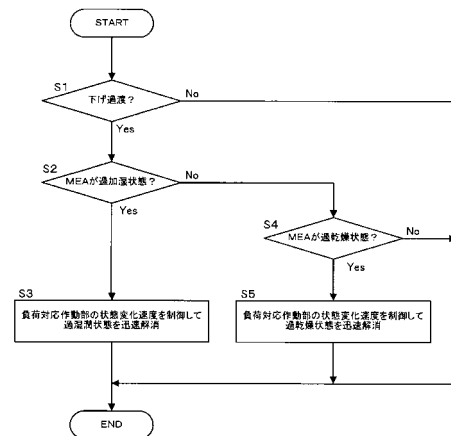 START
S1
下げ過渡？
No
Yes
S2
MEAが過加湿状態？
No
Yes
S4
MEAが過乾燥状態？
No
Yes
S3
負荷対応作動部の状態変化速度を制御して
過湿潤状態を迅速解消
S5
負荷対応作動部の状態変化速度を制御して
過乾燥状態を迅速解消
END